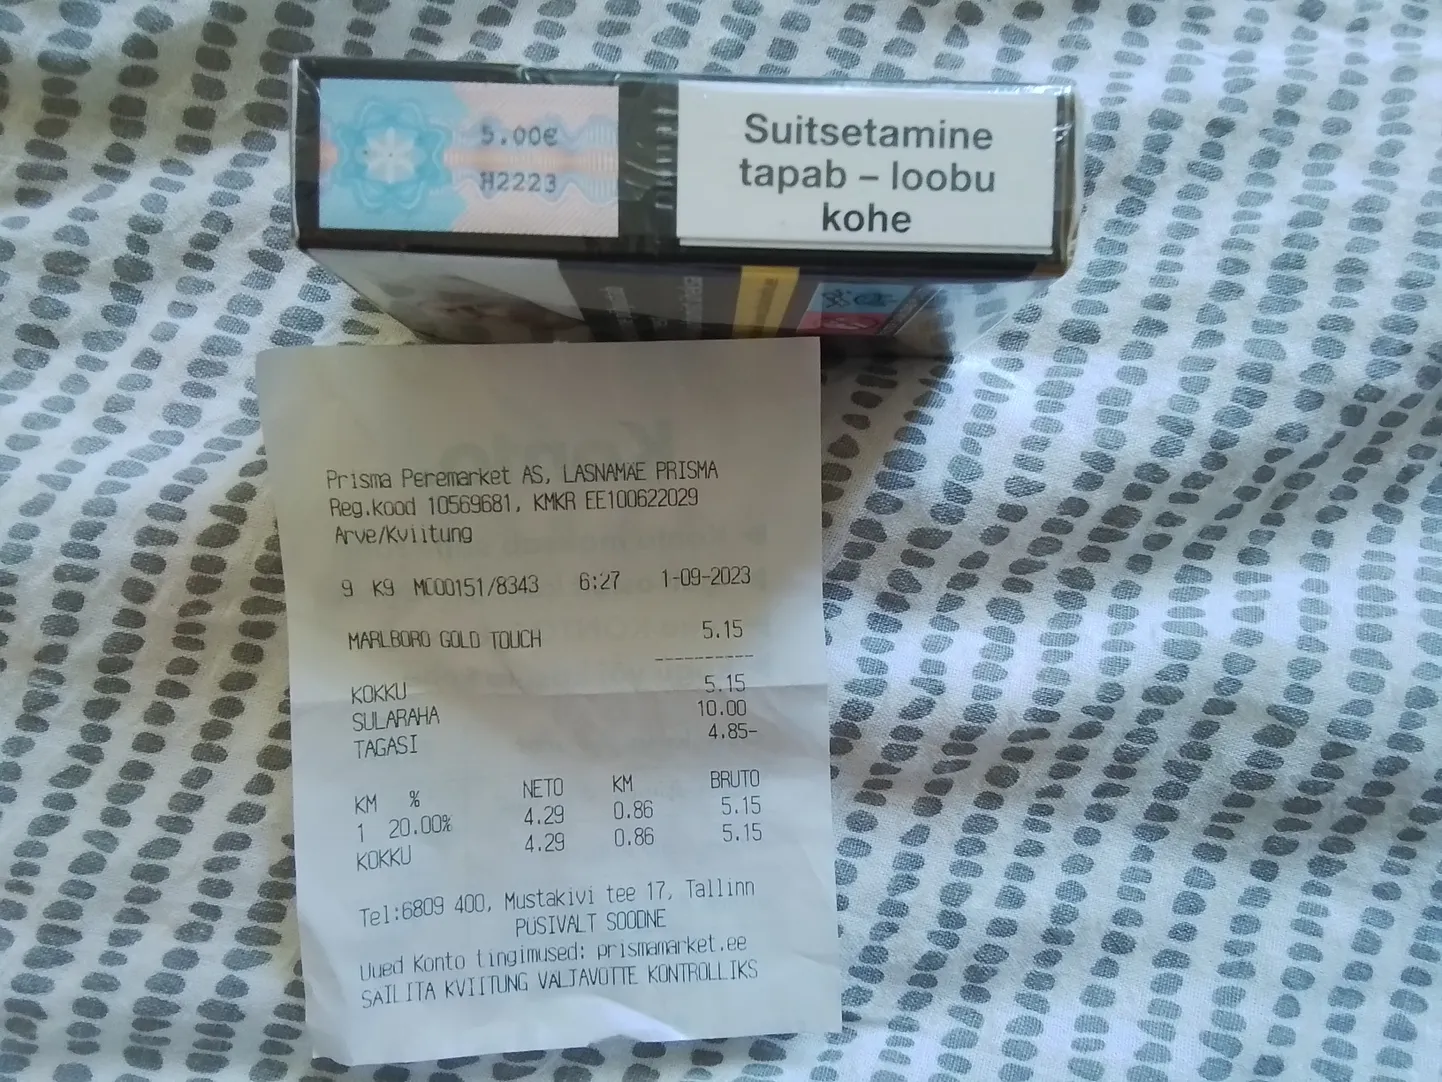 5.00€
H2223
Suitsetamine
tapab – loobu
kohe
Prisma Peremarket AS, LASNAMÄE PRISMA
Reg.kood 10569681, KMKR EE100622029
Arve/Kviitung
9 K9 MC00151/8343 6:27 1-09-2023
MARLBORO GOLD TOUCH 5.15
KOKKU 5.15
SULARAHA 10.00
TAGASI 4.85-
KM % NETO KM BRUTO
1 20.00% 4.29 0.86 5.15
KOKKU 4.29 0.86 5.15
Tel:6809 400, Mustakivi tee 17, Tallinn
PÜSIVALT SOODNE
Uued Konto tingimused: prismamarket.ee
SÄILITA KVIITUNG VÄLJAVÕTTE KONTROLLIKS